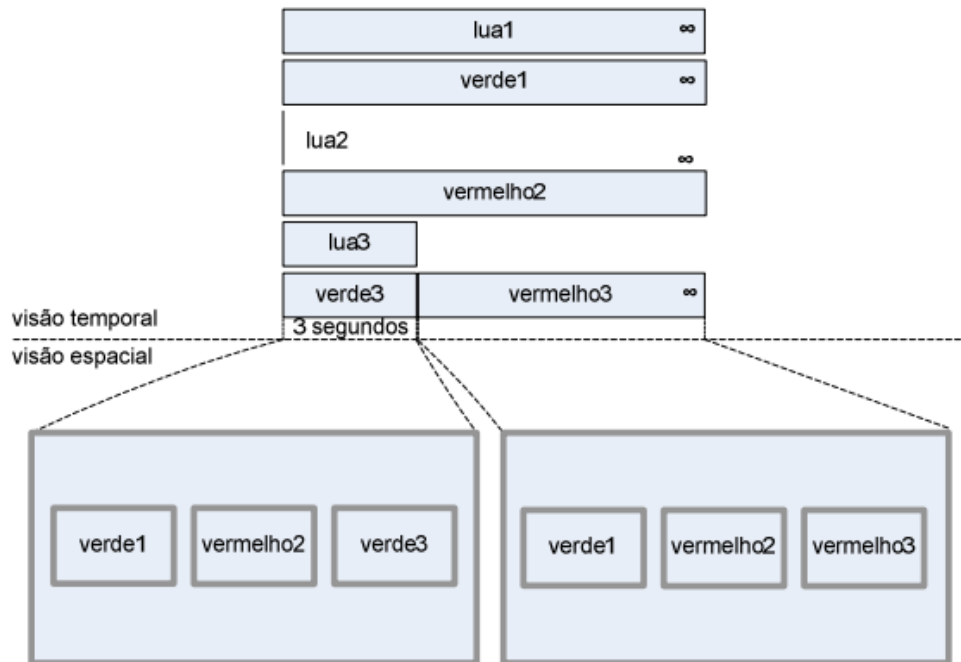 lua1 ∞
verde1 ∞
lua2
∞
vermelho2
lua3
verde3 vermelho3 ∞
3 segundos
visão temporal
visão espacial
verde1 vermelho2 verde3
verde1 vermelho2 vermelho3